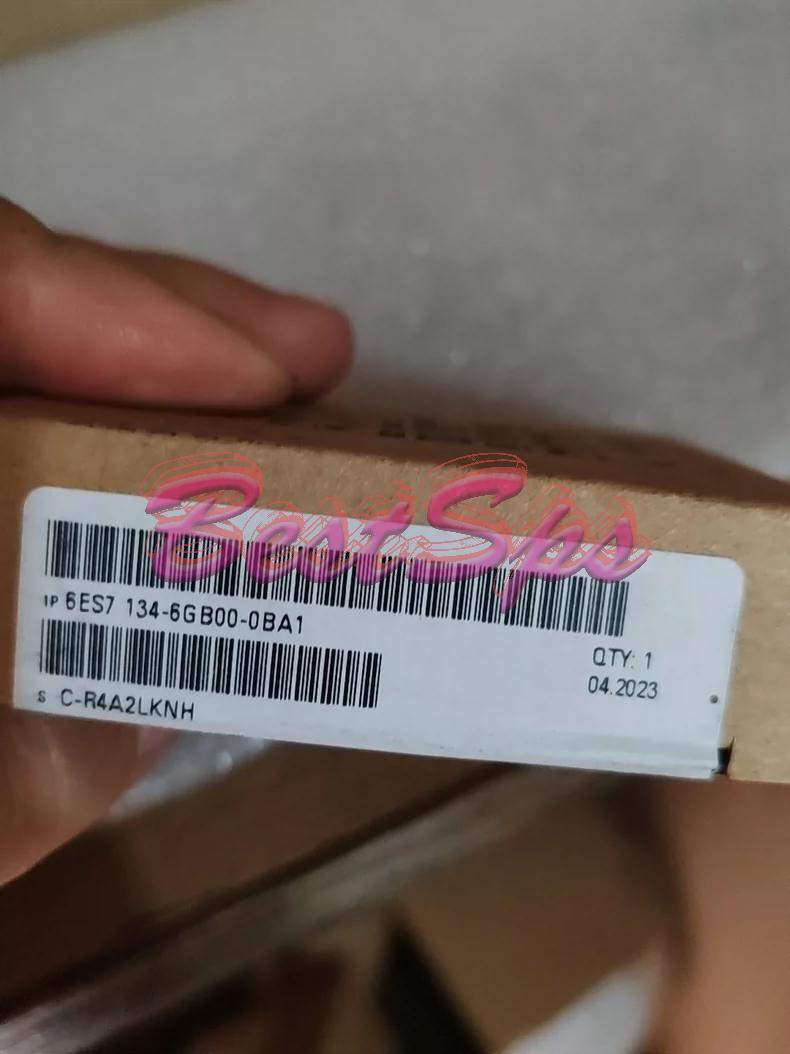 BestSps
1P 6ES7 134-6GB00-0BA1
QTY: 1
04.2023
S C-R4A2LKNH